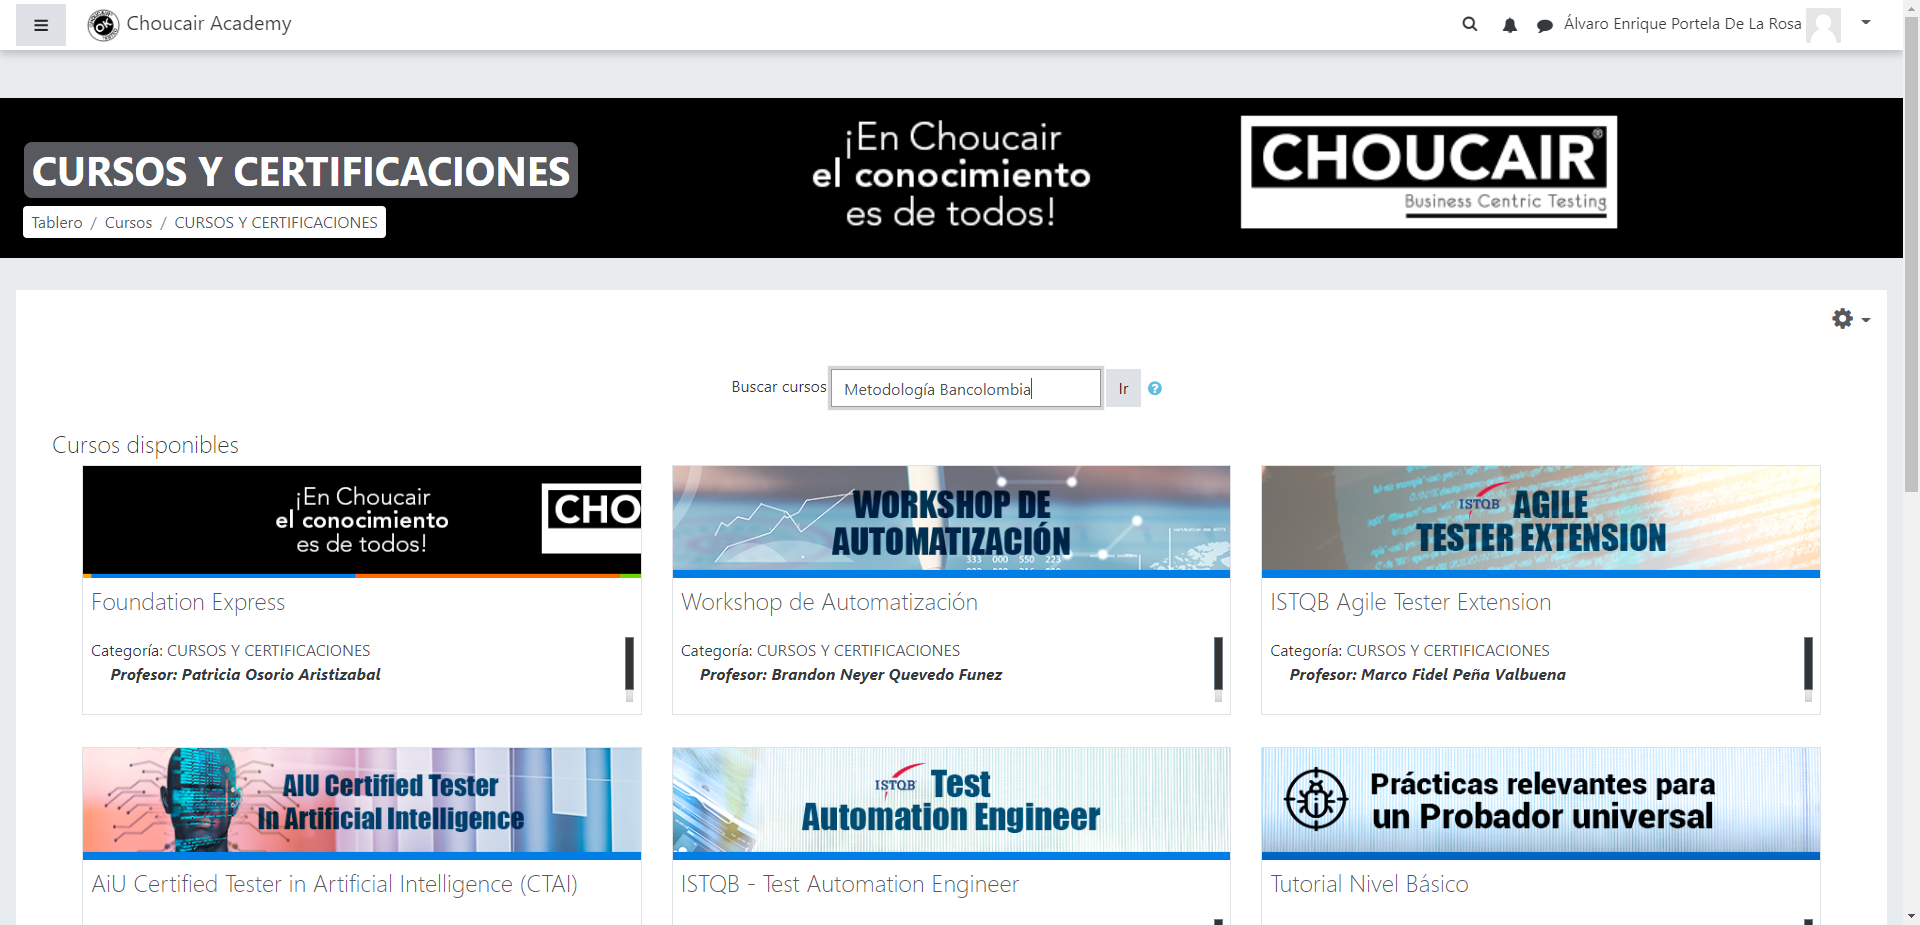 Choucair Academy
Álvaro Enrique Portela De La Rosa
CURSOS Y CERTIFICACIONES
Tablero / Cursos / CURSOS Y CERTIFICACIONES
¡En Choucair
el conocimiento
es de todos!
CHOUCAIR®
Business Centric Testing
Buscar cursos
Metodología Bancolombia
Ir
Cursos disponibles
¡En Choucair
el conocimiento
es de todos!
CHO
Foundation Express
Categoría: CURSOS Y CERTIFICACIONES
Profesor: Patricia Osorio Aristizabal
WORKSHOP DE
AUTOMATIZACIÓN
Workshop de Automatización
Categoría: CURSOS Y CERTIFICACIONES
Profesor: Brandon Neyer Quevedo Funez
ISTQB AGILE
TESTER EXTENSION
ISTQB Agile Tester Extension
Categoría: CURSOS Y CERTIFICACIONES
Profesor: Marco Fidel Peña Valbuena
AIU Certified Tester
In Artificial Intelligence
AiU Certified Tester in Artificial Intelligence (CTAI)
ISTQB Test
Automation Engineer
ISTQB - Test Automation Engineer
Prácticas relevantes para
un Probador universal
Tutorial Nivel Básico